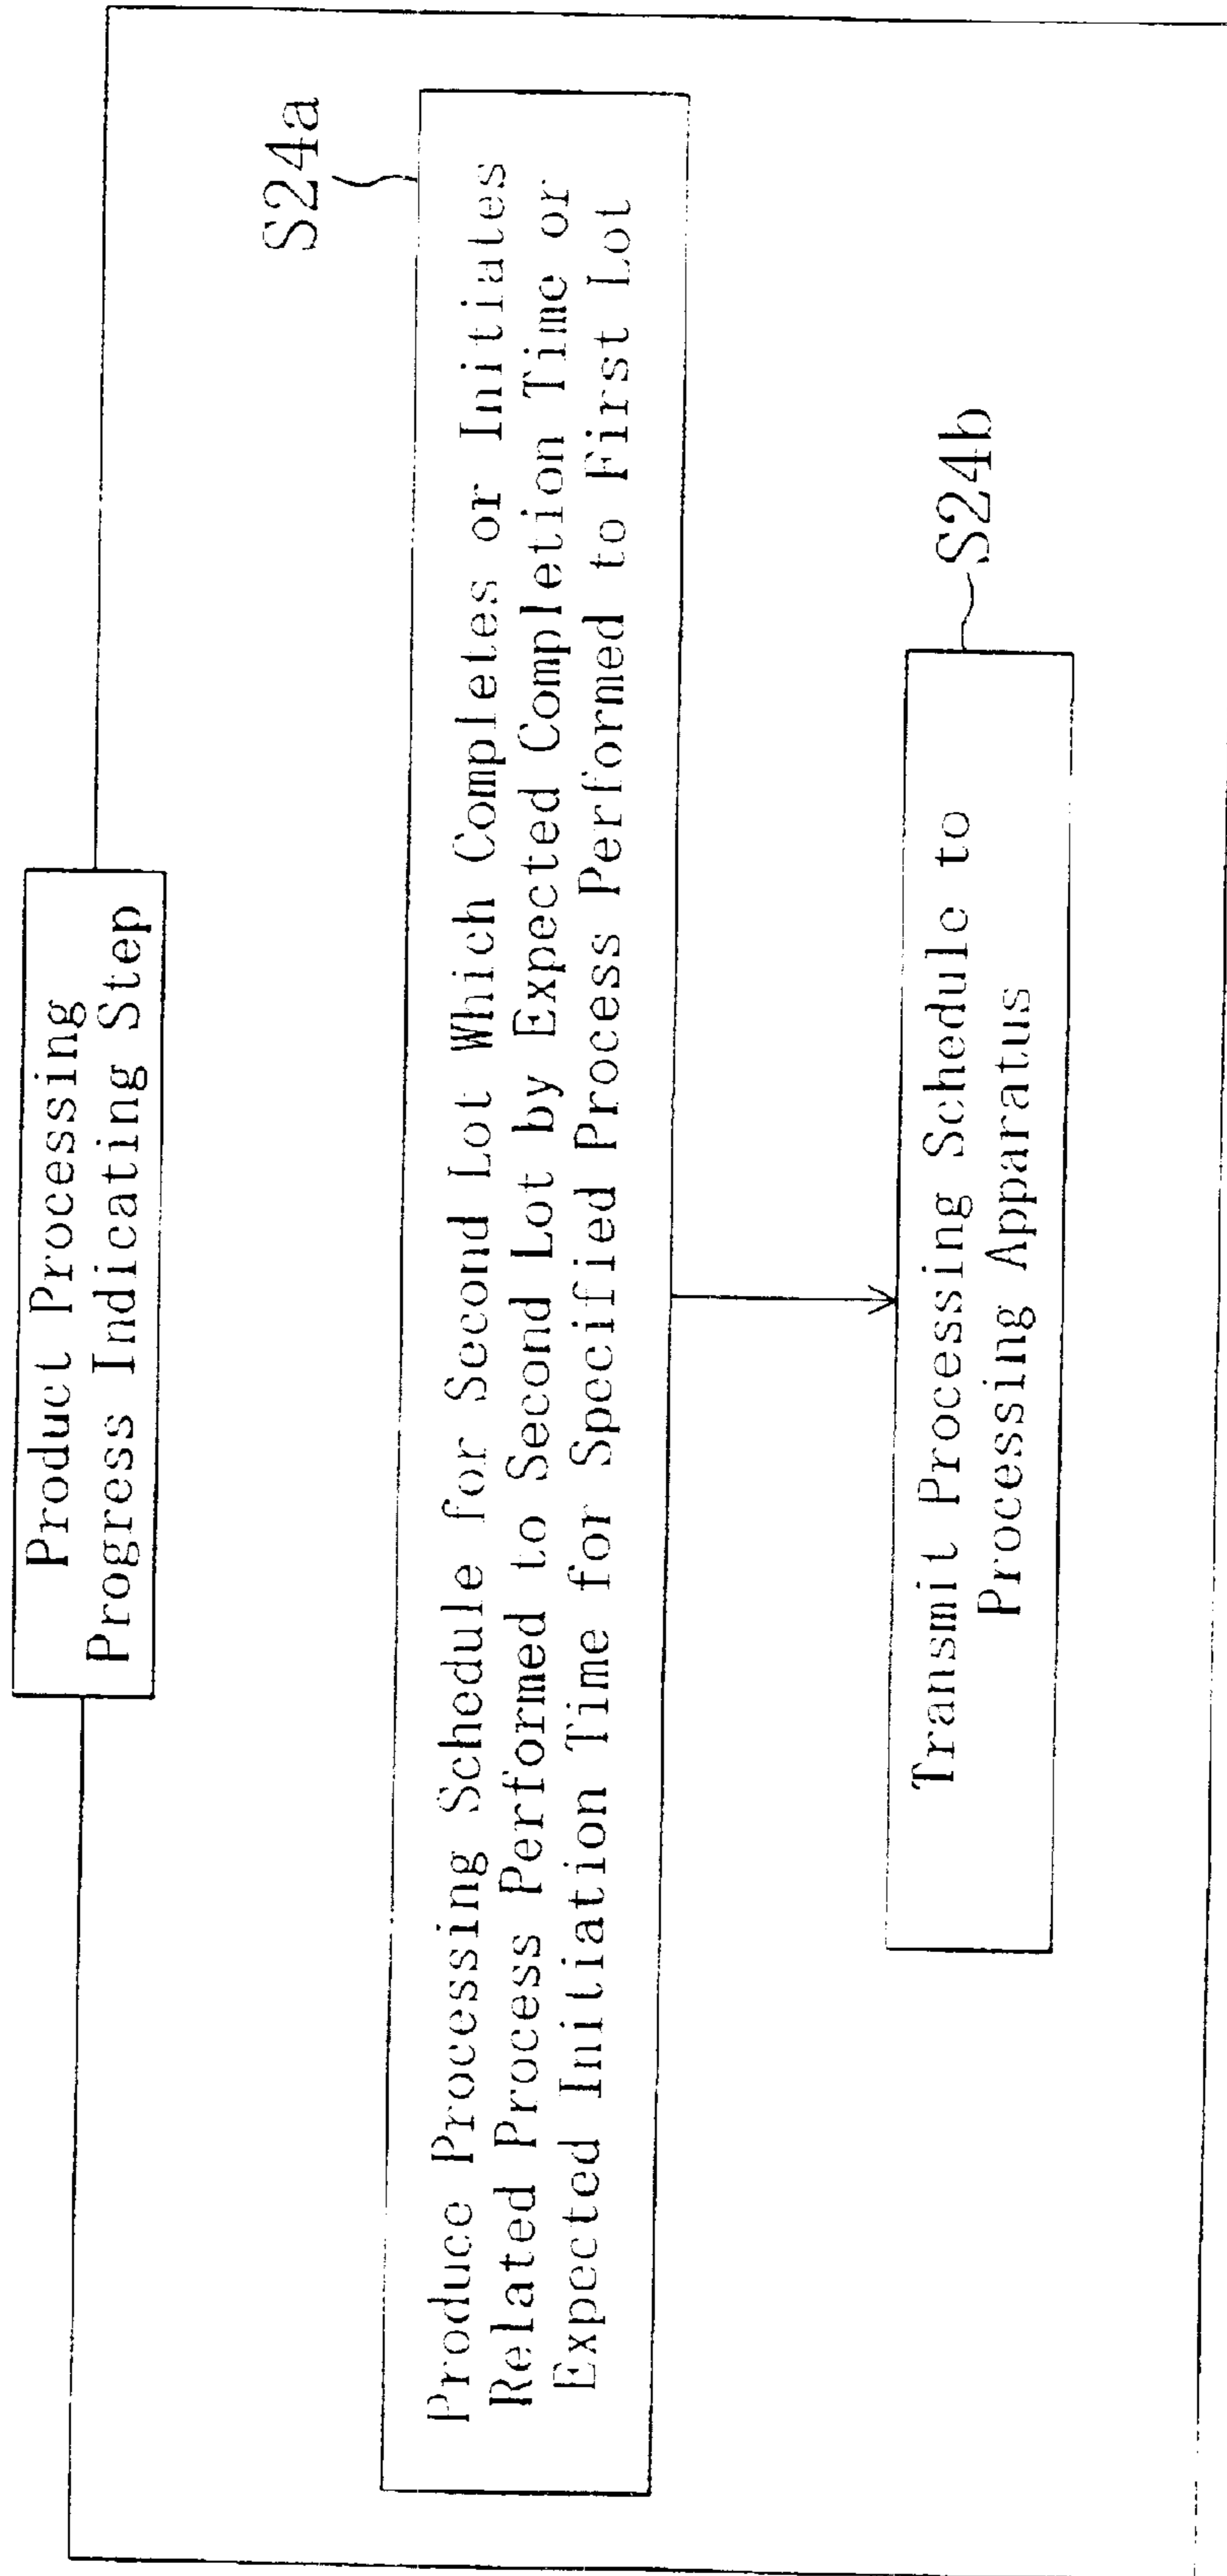 Product Processing
Progress Indicating Step
S24a
Produce Processing Schedule for Second Lot Which Completes or Initiates
Related Process Performed to Second Lot by Expected Completion Time or
Expected Initiation Time for Specified Process Performed to First Lot
S24b
Transmit Processing Schedule to
Processing Apparatus